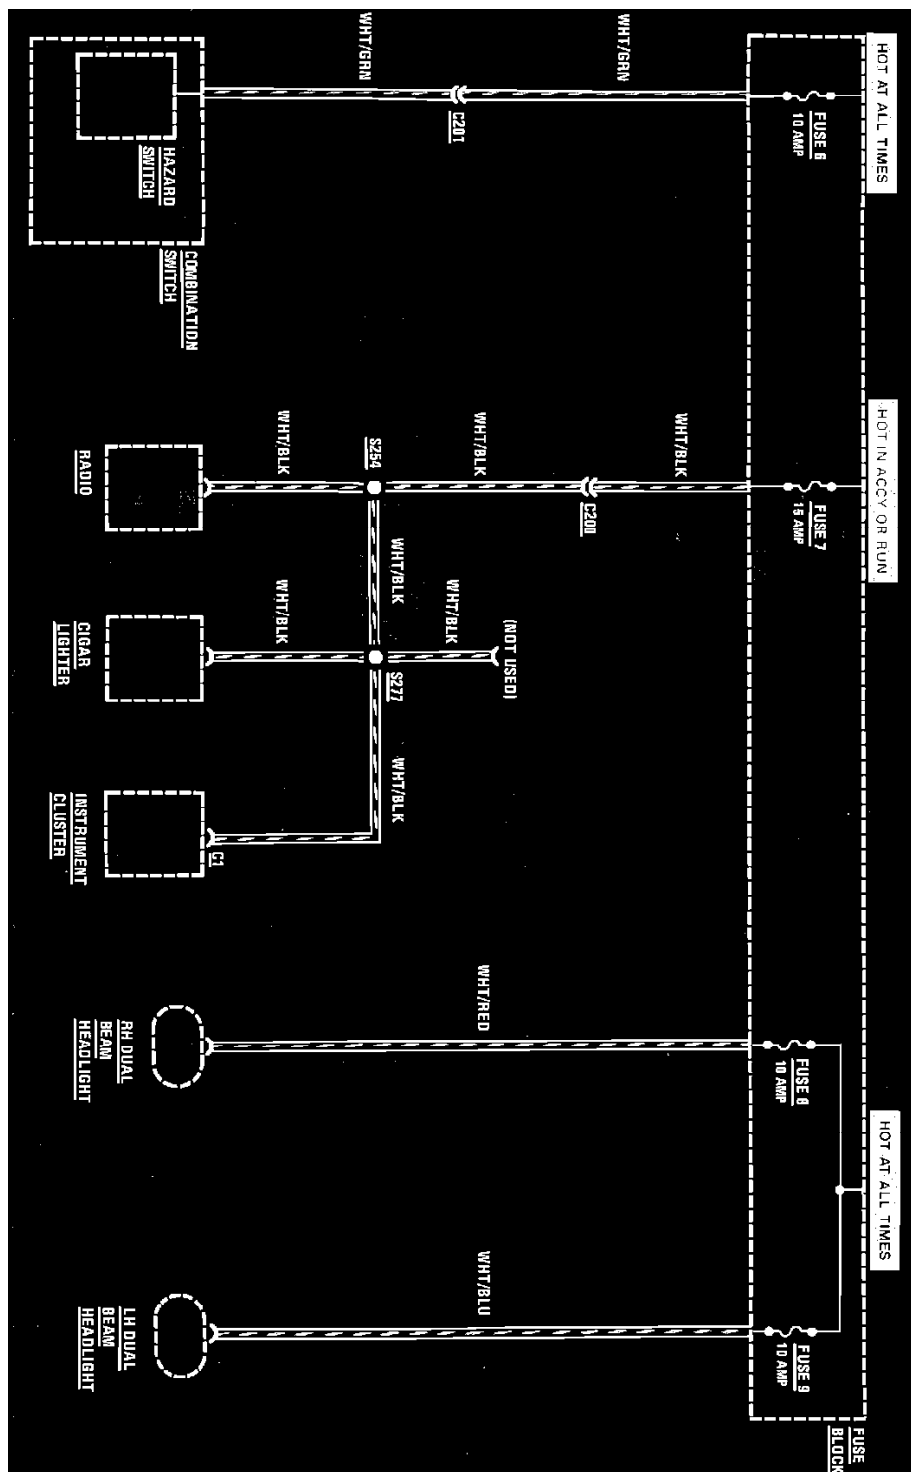 HOT AT ALL TIMES
HOT IN ACCY OR RUN
HOT AT ALL TIMES
FUSE
BLOCK
FUSE 6
10 AMP
FUSE 7
15 AMP
FUSE 8
10 AMP
FUSE 9
10 AMP
WHT/GRN
WHT/BLK
C200
C201
WHT/GRN
WHT/BLK
(NOT USED)
WHT/BLK
WHT/RED
WHT/BLU
S254
WHT/BLK
S277
WHT/BLK
WHT/BLK
WHT/BLK
C1
HAZARD
SWITCH
COMBINATION
SWITCH
RADIO
CIGAR
LIGHTER
INSTRUMENT
CLUSTER
RH DUAL
BEAM
HEADLIGHT
LH DUAL
BEAM
HEADLIGHT